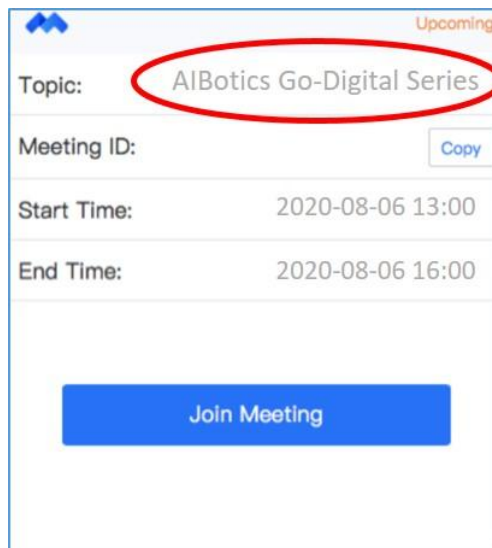 Upcoming
Topic: AIBotics Go-Digital Series
Meeting ID: Copy
Start Time: 2020-08-06 13:00
End Time: 2020-08-06 16:00
Join Meeting